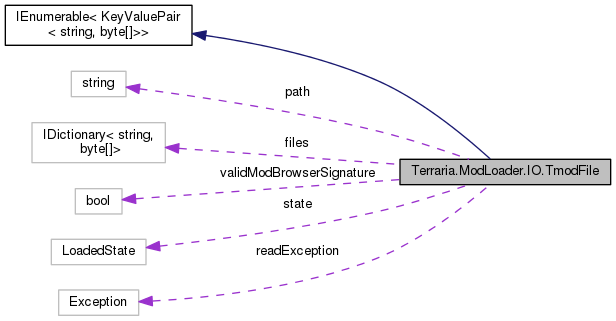 IEnumerable< KeyValuePair
< string, byte[]>>
string
path
IDictionary< string,
byte[]>
files
Terraria.ModLoader.IO.TmodFile
validModBrowserSignature
bool
state
LoadedState
readException
Exception